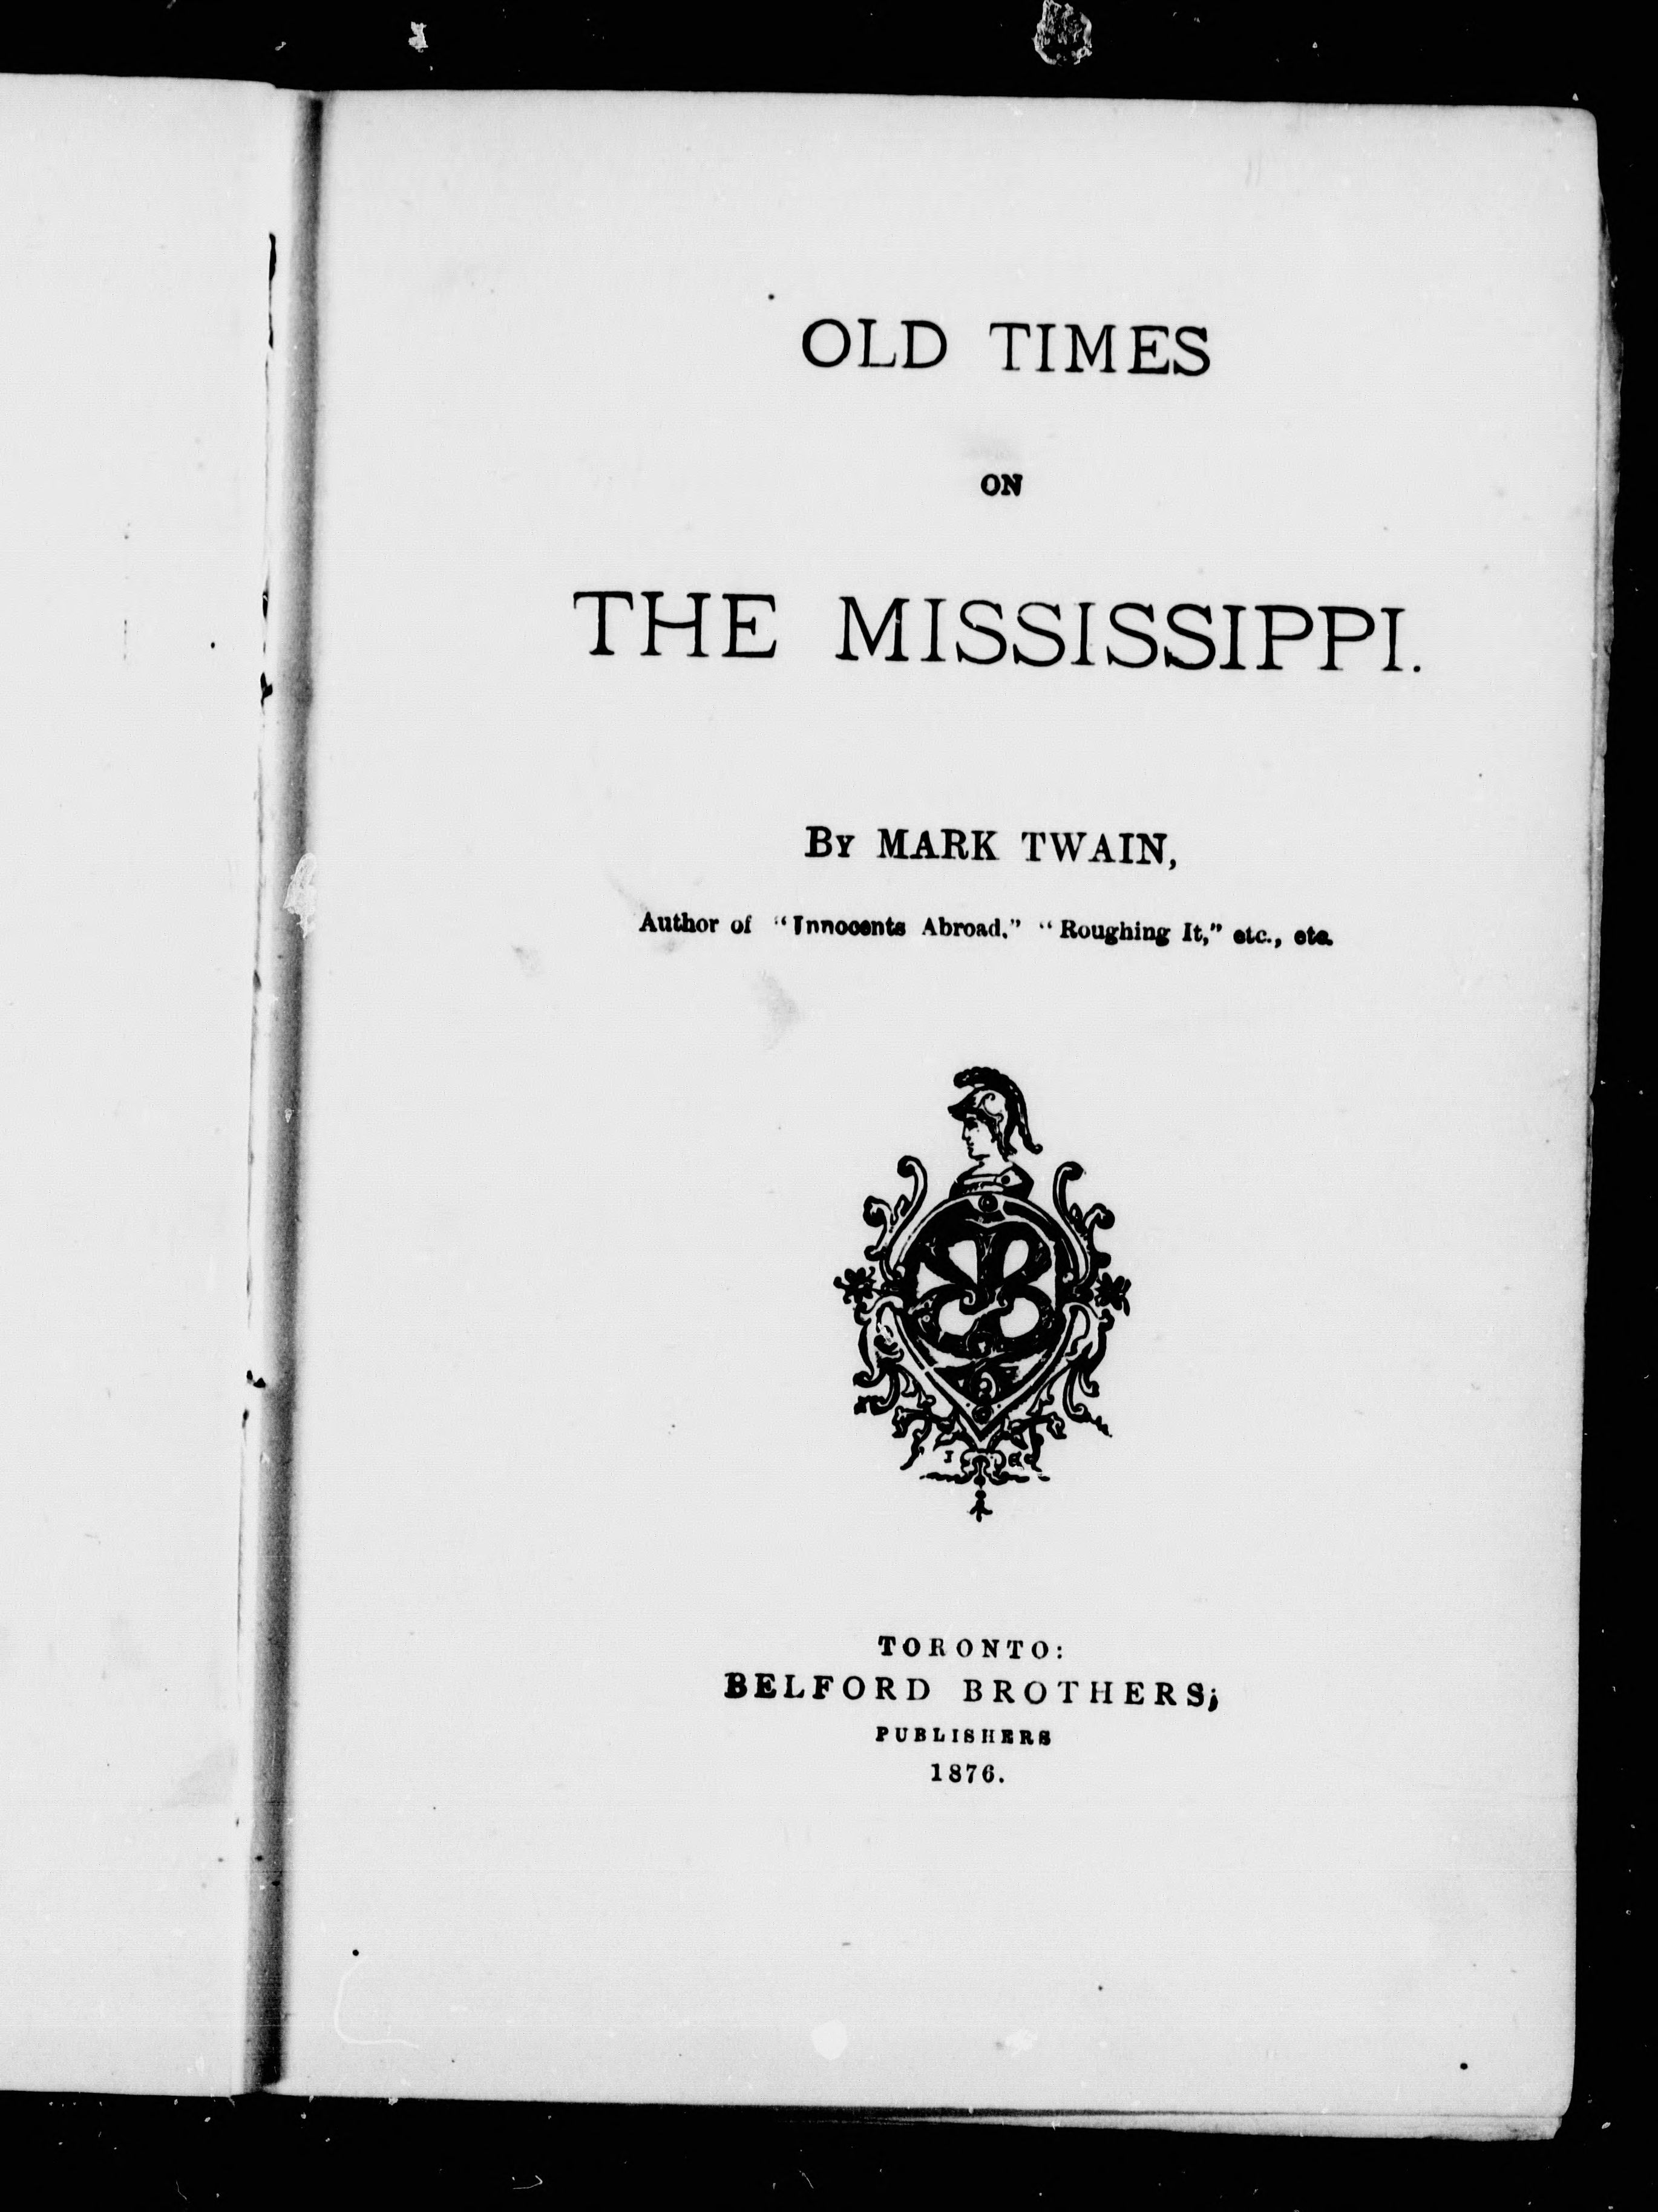 OLD TIMES
ON
THE MISSISSIPPI.
BY MARK TWAIN,
Author of "Innocents Abroad." "Roughing It," etc., etc.
TORONTO:
BELFORD BROTHERS;
PUBLISHERS
1876.